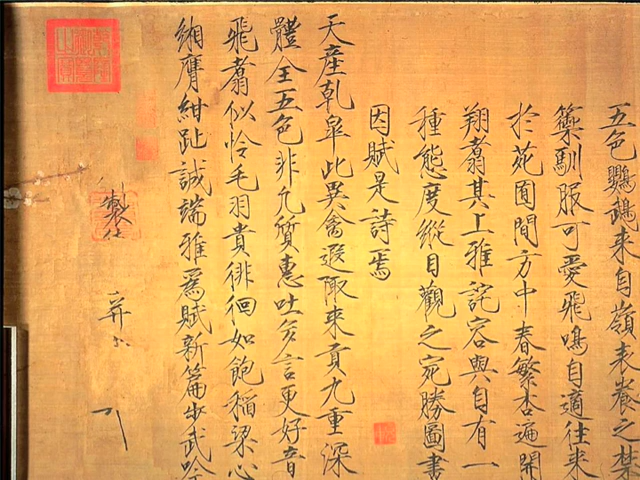 五色鸚鵡來自嶺表養之禁
籞馴服可愛飛鳴自適往來
於苑囿間方中春繁杏遍開
翔翥其上雅詫容與自有一
種態度縱目觀之宛勝圖畫
因賦是詩焉
天產乾皋此異禽遐陬來貢九重深
體全五色非凡質惠吐多言更好音
飛翥似憐毛羽貴徘徊如飽稻粱心
緗膺紺趾誠端雅爲賦新篇步武吟
製